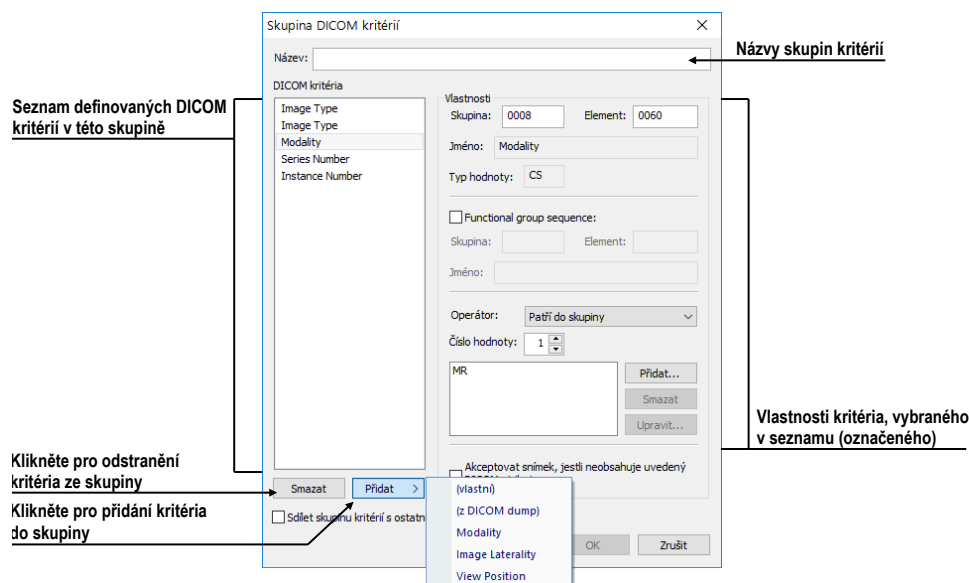 Skupina DICOM kritérií
Název:
Názvy skupin kritérií
DICOM kritéria
Seznam definovaných DICOM
kritérií v této skupině
Image Type
Image Type
Modality
Series Number
Instance Number
Vlastnosti
Skupina: 0008 Element: 0060
Jméno: Modality
Typ hodnoty: CS
Functional group sequence:
Skupina: Element:
Jméno:
Operátor: Patří do skupiny
Číslo hodnoty: 1
MR
Přidat...
Smazat
Upravit...
Vlastnosti kritéria, vybraného
v seznamu (označeného)
Akceptovat snímek, jestli neobsahuje uvedený
Klikněte pro odstranění
kritéria ze skupiny
Smazat Přidat >
Klikněte pro přidání kritéria
do skupiny
Sdílet skupinu kritérií s ostatn
(vlastní)
(z DICOM dump)
Modality
Image Laterality
View Position
OK Zrušit